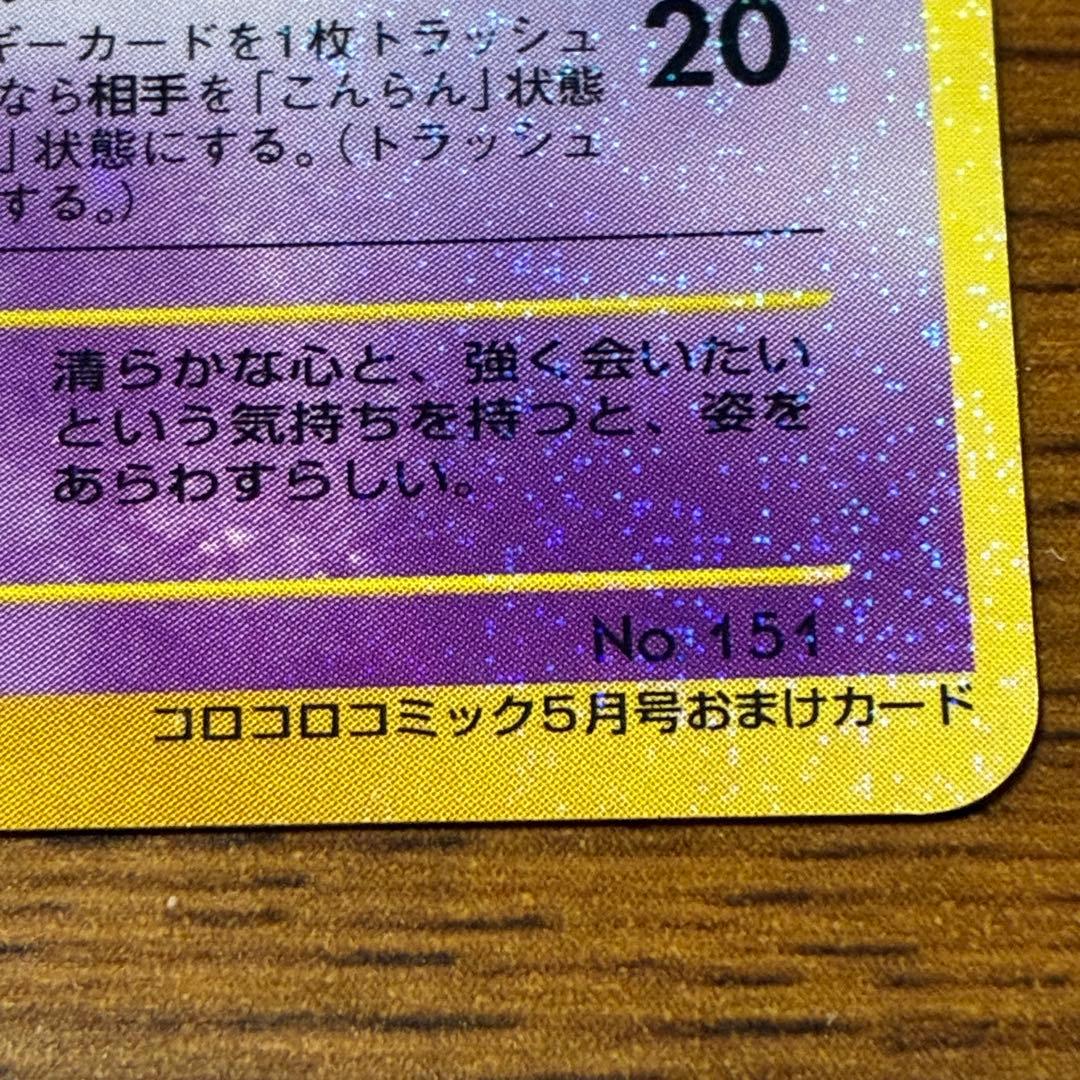 ギーカードを1枚トラッシュ
20
なら相手を「こんらん」状態
」状態にする。(トラッシュ
する。)
清らかな心と、強く会いたい
という気持ちを持つと、姿を
あらわすらしい。
No 151
コロコロコミック5月号おまけカード